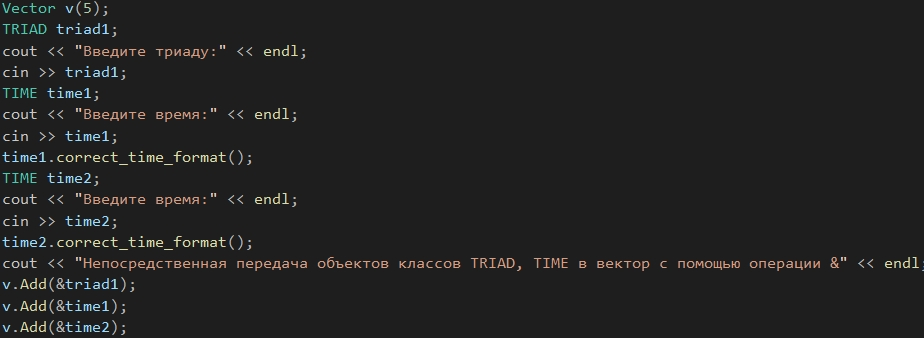 Vector v(5);
TRIAD triad1;
cout << "Введите триаду:" << endl;
cin >> triad1;
TIME time1;
cout << "Введите время:" << endl;
cin >> time1;
time1.correct_time_format();
TIME time2;
cout << "Введите время:" << endl;
cin >> time2;
time2.correct_time_format();
cout << "Непосредственная передача объектов классов TRIAD, TIME в вектор с помощью операции &" << endl;
v.Add(&triad1);
v.Add(&time1);
v.Add(&time2);